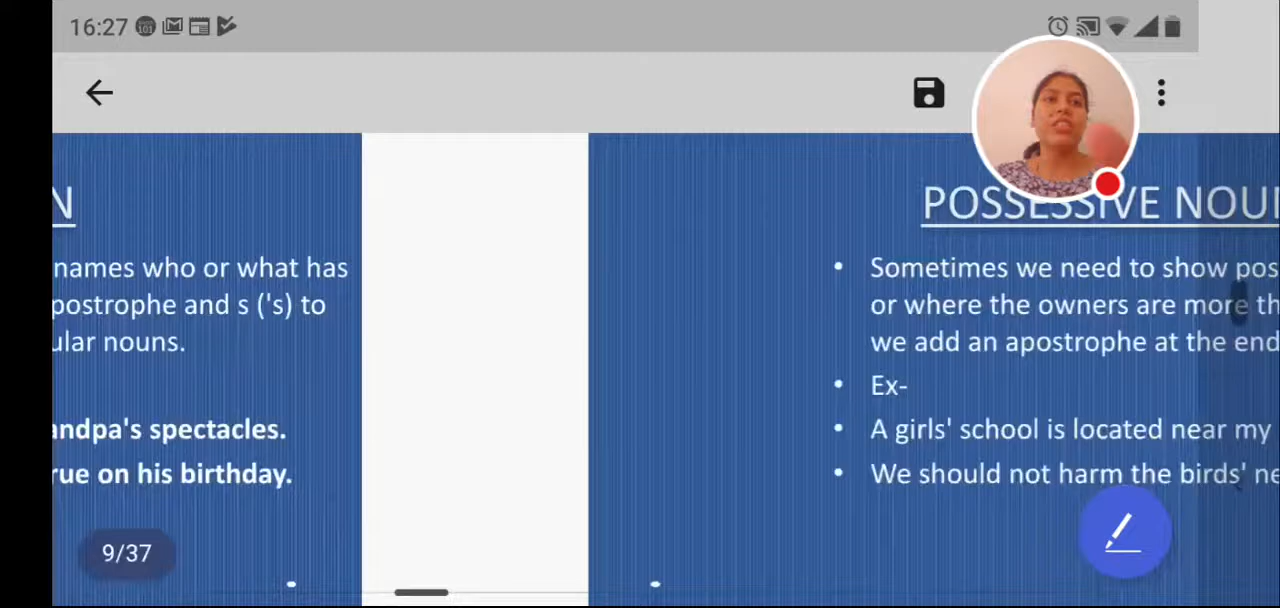 16:27
N
names who or what has
postrophe and s ('s) to
ular nouns.
andpa's spectacles.
rue on his birthday.
9/37
POSSESSIVE NOU
• Sometimes we need to show pos
or where the owners are more th
we add an apostrophe at the end
• Ex-
• A girls' school is located near my
• We should not harm the birds' ne